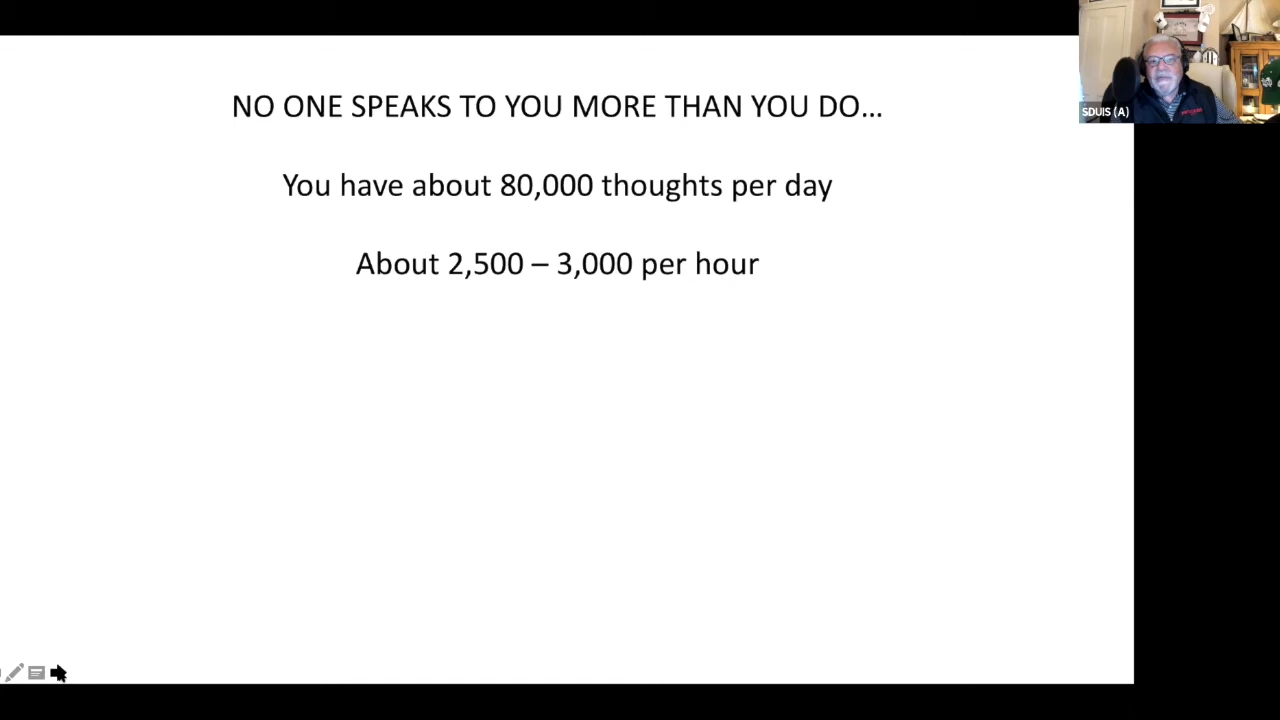 NO ONE SPEAKS TO YOU MORE THAN YOU DO…
You have about 80,000 thoughts per day
About 2,500 – 3,000 per hour
SDUIS (A)